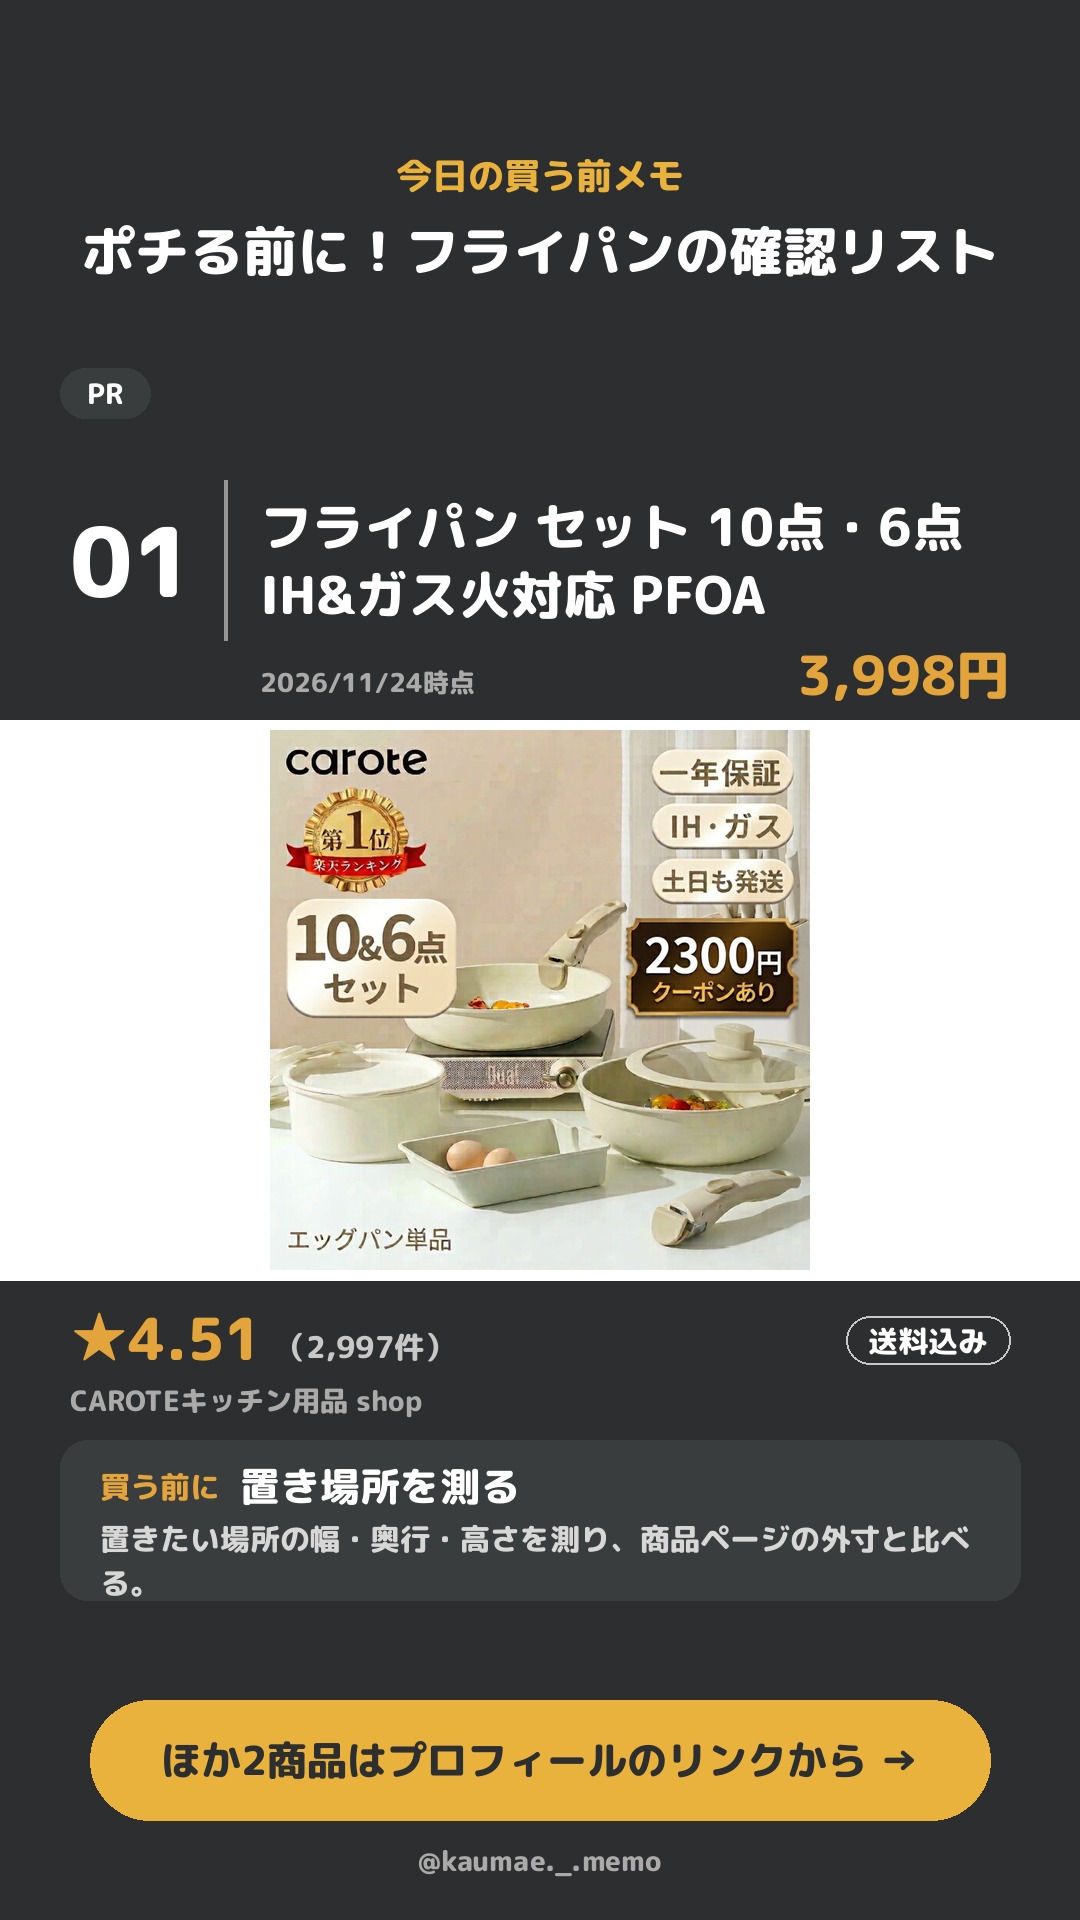 今日の買う前メモ
ポチる前に！フライパンの確認リスト
PR
01
フライパン セット 10点・6点
IH&ガス火対応 PFOA
2026/11/24時点
3,998円
carote
第1位
楽天ランキング
10&6点
セット
一年保証
IH・ガス
土日も発送
2300円
クーポンあり
Dual
エッグパン単品
★4.51（2,997件）
送料込み
CAROTEキッチン用品 shop
買う前に 置き場所を測る
置きたい場所の幅・奥行・高さを測り、商品ページの外寸と比べ
る。
ほか2商品はプロフィールのリンクから →
@kaumae._.memo